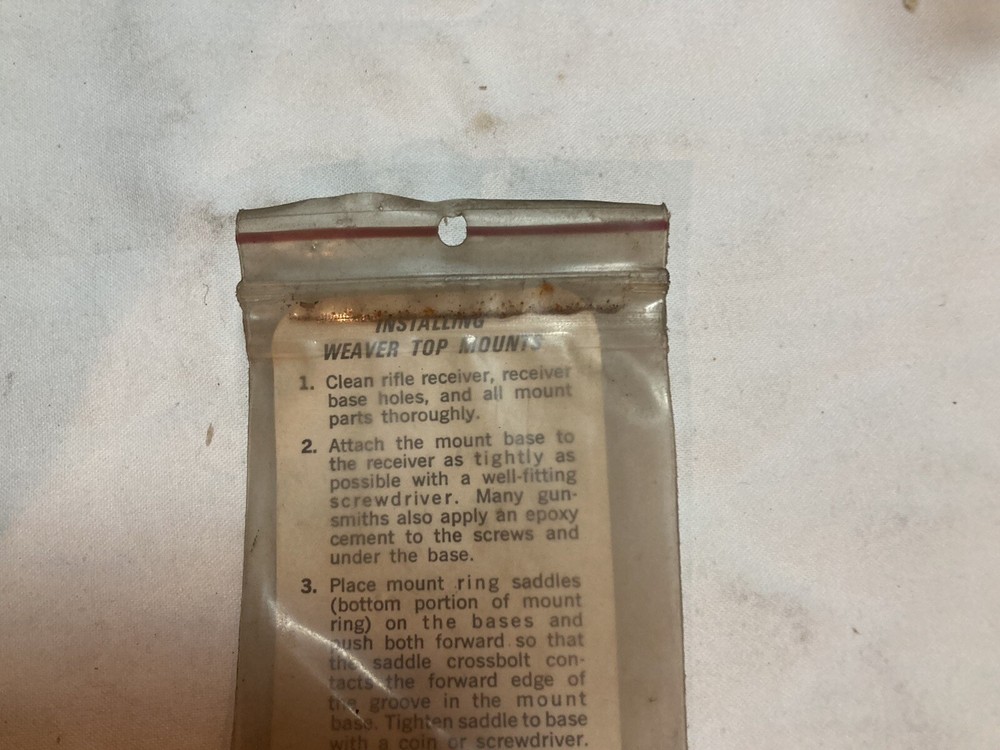 INSTALLING
WEAVER TOP MOUNTS
1. Clean rifle receiver, receiver
base holes, and all mount
parts thoroughly.
2. Attach the mount base to
the receiver as tightly as
possible with a well-fitting
screwdriver. Many gun-
smiths also apply an epoxy
cement to the screws and
under the base.
3. Place mount ring saddles
(bottom portion of mount
ring) on the bases and
push both forward so that
the saddle crossbolt con-
tacts the forward edge of
the groove in the mount
base. Tighten saddle to base
with a coin or screwdriver.